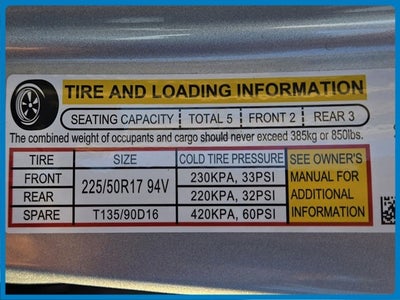 TIRE AND LOADING INFORMATION
SEATING CAPACITY TOTAL 5 FRONT 2 REAR 3
The combined weight of occupants and cargo should never exceed 385kg or 850lbs.
TIRE SIZE COLD TIRE PRESSURE SEE OWNER'S
FRONT 225/50R17 94V 230KPA, 33PSI MANUAL FOR
REAR 220KPA, 32PSI ADDITIONAL
SPARE T135/90D16 420KPA, 60PSI INFORMATION